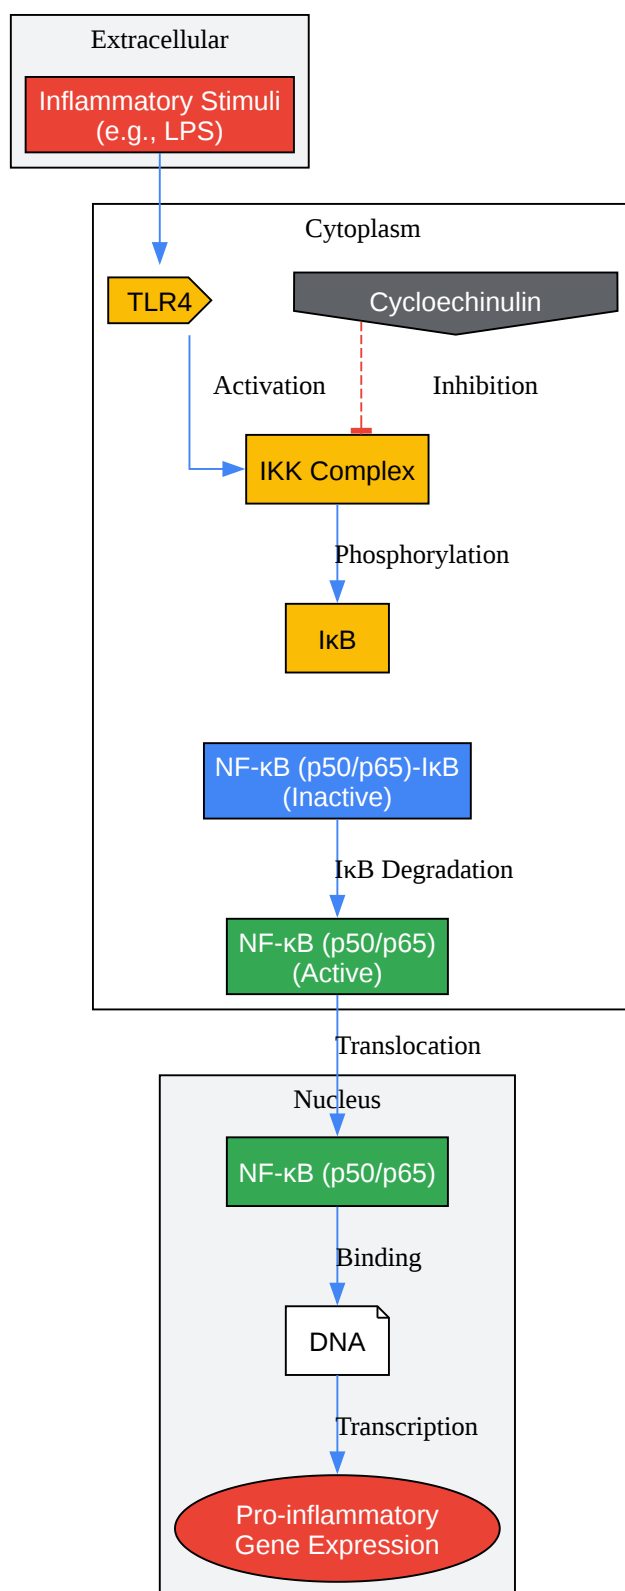 Extracellular
Inflammatory Stimuli
(e.g., LPS)
Cytoplasm
TLR4
Cycloechinulin
Activation
Inhibition
IKK Complex
Phosphorylation
IκB
NF-κB (p50/p65)-IκB
(Inactive)
IκB Degradation
NF-κB (p50/p65)
(Active)
Translocation
Nucleus
NF-κB (p50/p65)
Binding
DNA
Transcription
Pro-inflammatory
Gene Expression